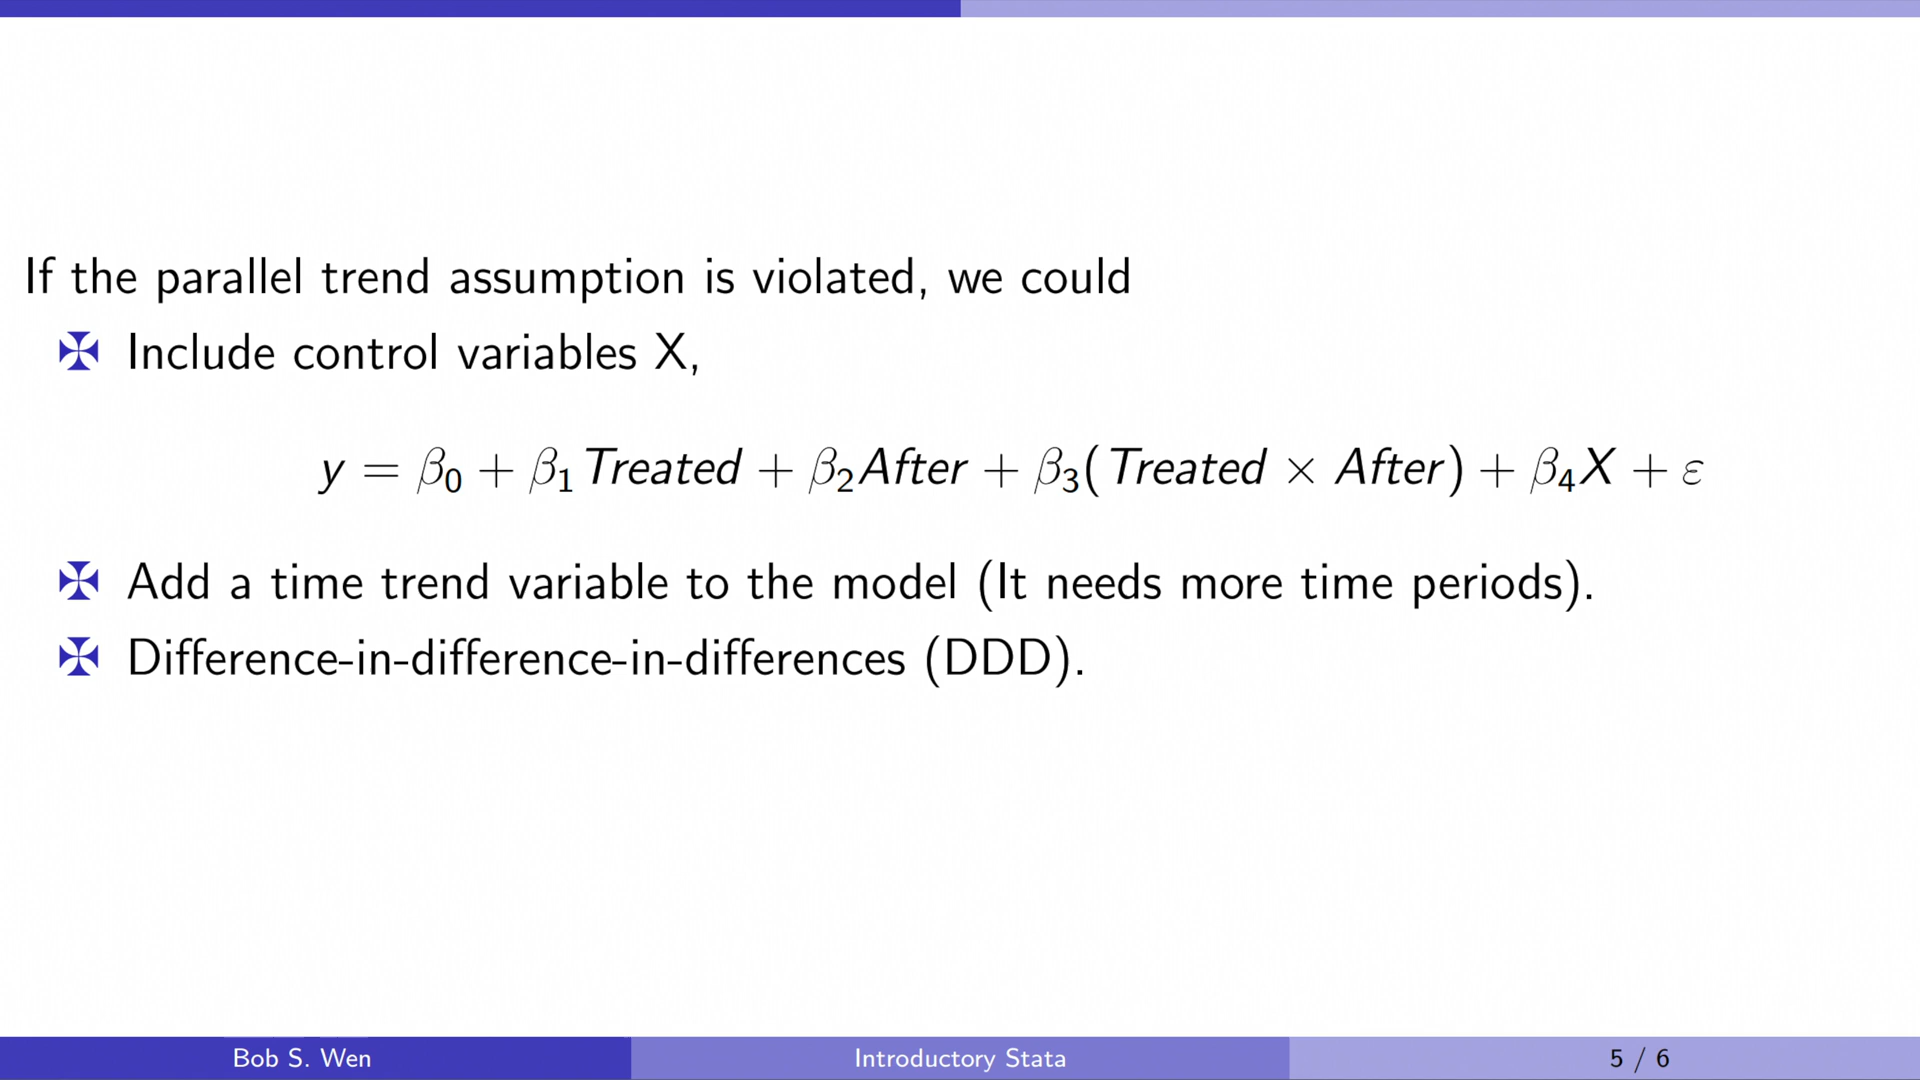 If the parallel trend assumption is violated, we could
✠ Include control variables X,
y = β₀ + β₁Treated + β₂After + β₃(Treated × After) + β₄X + ε
✠ Add a time trend variable to the model (It needs more time periods).
✠ Difference-in-difference-in-differences (DDD).
Bob S. Wen
Introductory Stata
5 / 6